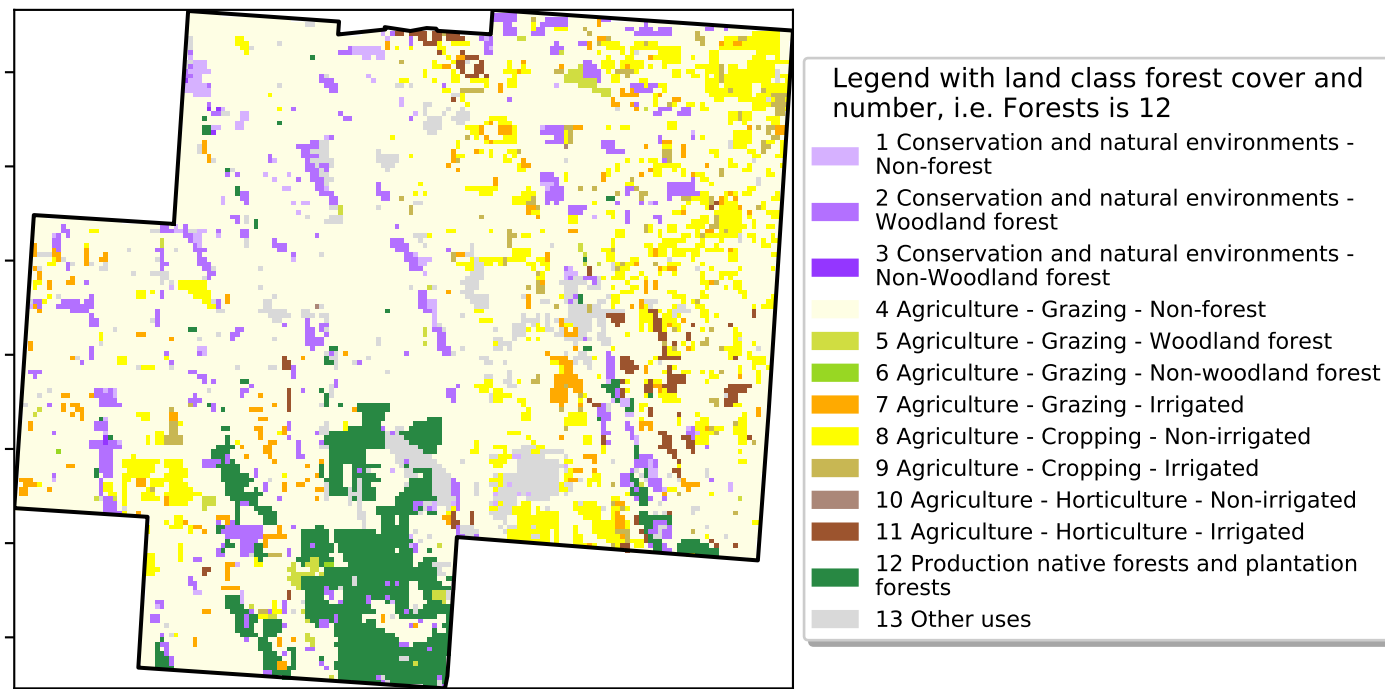 Legend with land class forest cover and
number, i.e. Forests is 12
1 Conservation and natural environments -
Non-forest
2 Conservation and natural environments -
Woodland forest
3 Conservation and natural environments -
Non-Woodland forest
4 Agriculture - Grazing - Non-forest
5 Agriculture - Grazing - Woodland forest
6 Agriculture - Grazing - Non-woodland forest
7 Agriculture - Grazing - Irrigated
8 Agriculture - Cropping - Non-irrigated
9 Agriculture - Cropping - Irrigated
10 Agriculture - Horticulture - Non-irrigated
11 Agriculture - Horticulture - Irrigated
12 Production native forests and plantation
forests
13 Other uses